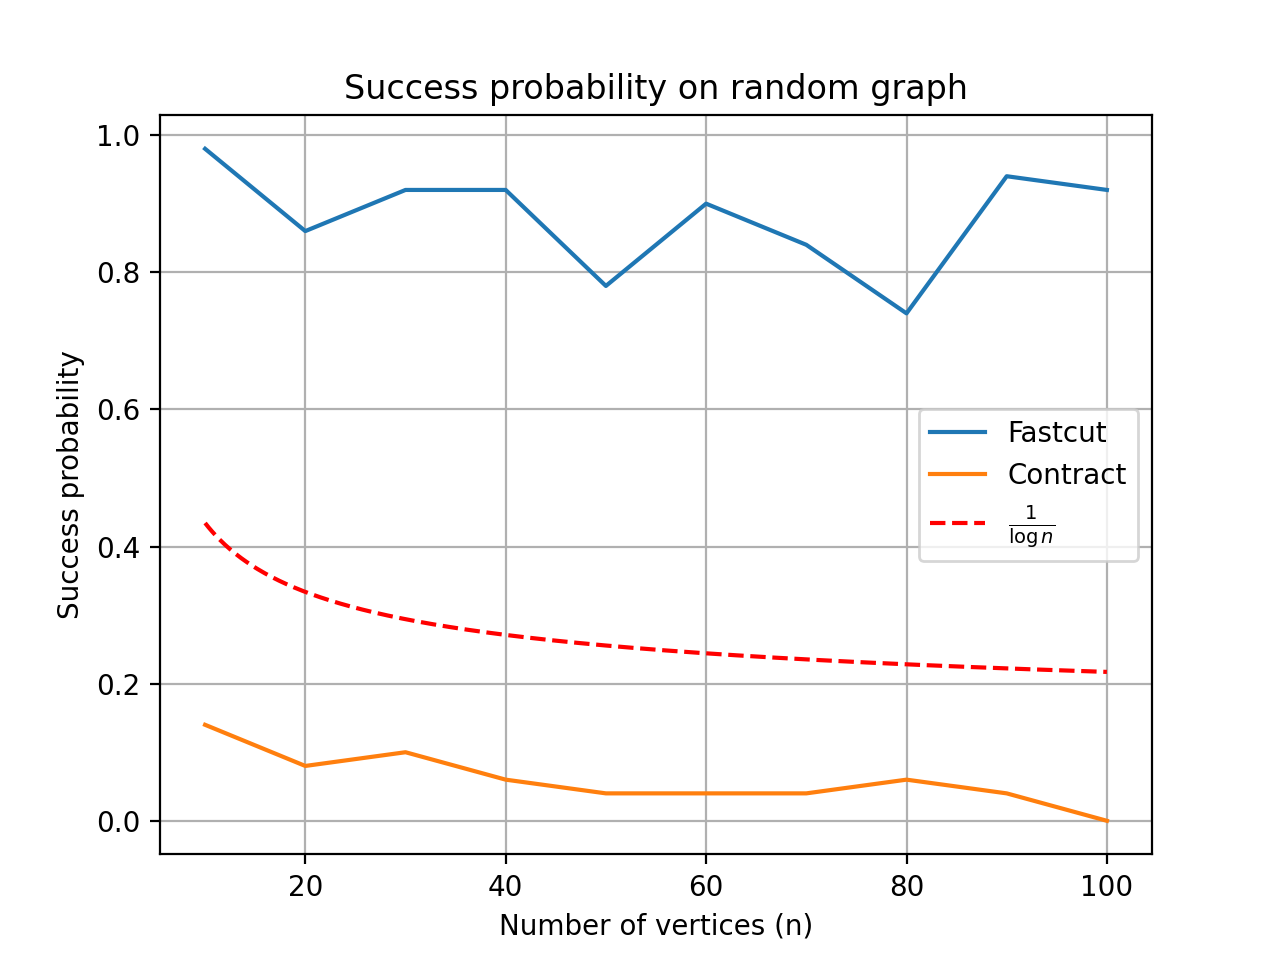 Success probability on random graph
1.0
0.8
0.6
0.4
0.2
0.0
Success probability
Fastcut
Contract
1
log n
20 40 60 80 100
Number of vertices (n)